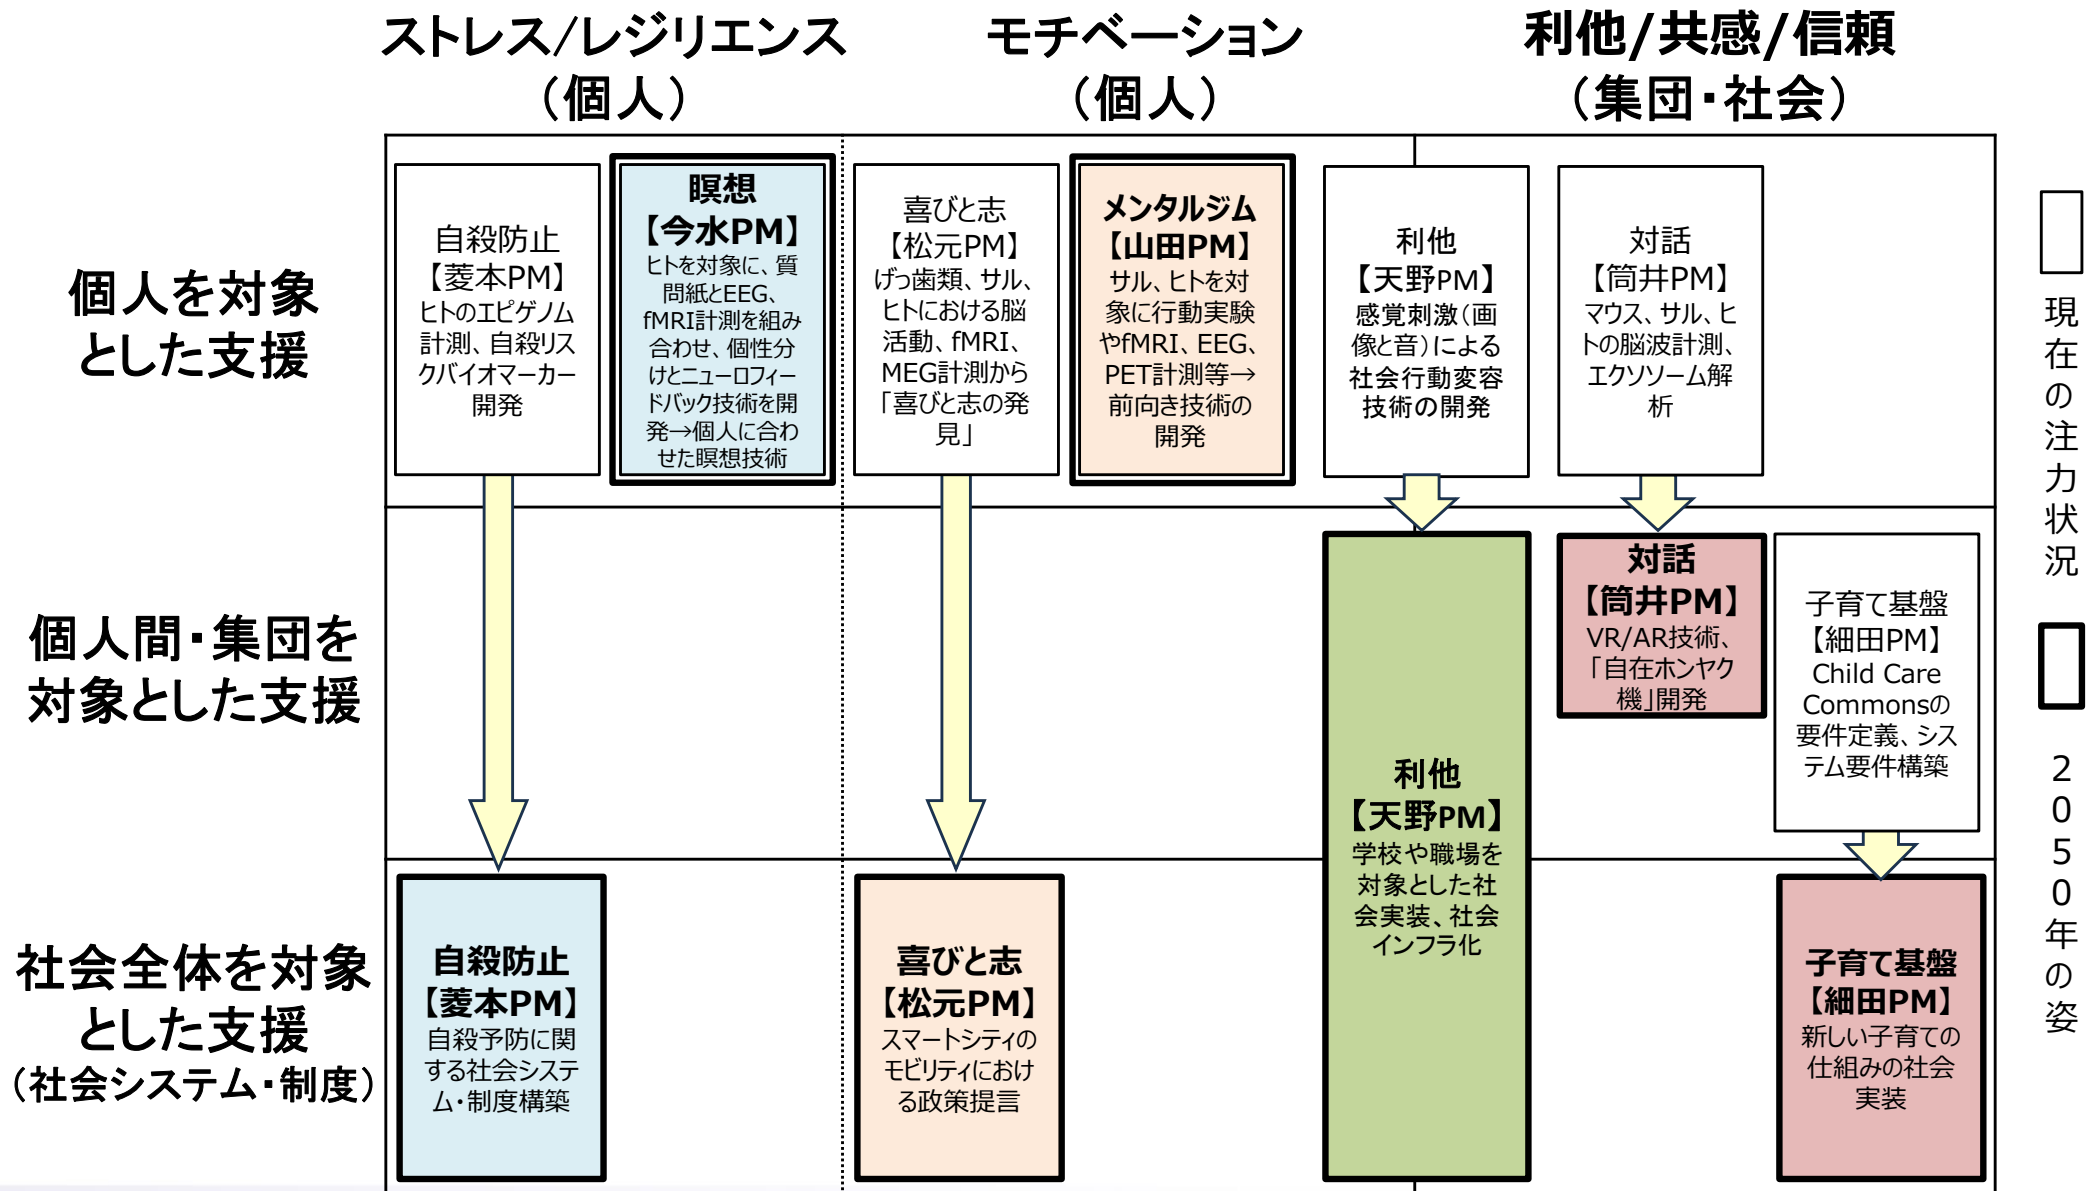 ストレス/レジリエンス
（個人）
モチベーション
（個人）
利他/共感/信頼
（集団・社会）
個人を対象
とした支援
自殺防止
【菱本PM】
ヒトのエピゲノム
計測、自殺リス
クバイオマーカー
開発
瞑想
【今水PM】
ヒトを対象に、質
問紙とEEG、
fMRI計測を組み
合わせ、個性分
けとニューロフィー
ドバック技術を開
発→個人に合わ
せた瞑想技術
喜びと志
【松元PM】
げっ歯類、サル、
ヒトにおける脳
活動、fMRI、
MEG計測から
「喜びと志の発
見」
メンタルジム
【山田PM】
サル、ヒトを対
象に行動実験
やfMRI、EEG、
PET計測等→
前向き技術の
開発
利他
【天野PM】
感覚刺激（画
像と音）による
社会行動変容
技術の開発
対話
【筒井PM】
マウス、サル、ヒ
トの脳波計測、
エクソソーム解
析
個人間・集団を
対象とした支援
対話
【筒井PM】
VR/AR技術、
「自在ホンヤク
機」開発
子育て基盤
【細田PM】
Child Care
Commonsの
要件定義、シス
テム要件構築
利他
【天野PM】
学校や職場を
対象とした社
会実装、社会
インフラ化
社会全体を対象
とした支援
（社会システム・制度）
自殺防止
【菱本PM】
自殺予防に関
する社会システ
ム・制度構築
喜びと志
【松元PM】
スマートシティの
モビリティにおけ
る政策提言
子育て基盤
【細田PM】
新しい子育ての
仕組みの社会
実装
現在の注力状況
2050年の姿